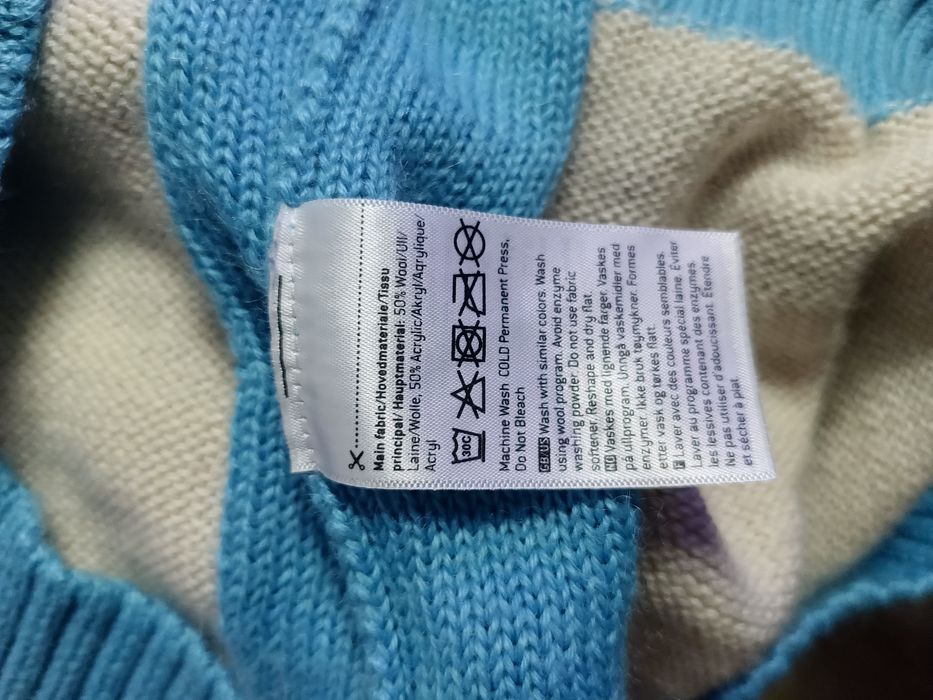 Main fabric/Hovedmateriale/Tissu
principal/ Hauptmaterial: 50% Wool/Ull/
Laine/Wolle, 50% Acrylic/Akryl/Aqrylique/
Acryl
30C
Machine Wash COLD Permanent Press,
Do Not Bleach
GB/US Wash with similar colors. Wash
using wool program. Avoid enzyme
washing powder. Do not use fabric
softener. Reshape and dry flat.
NO Vaskes med lignende farger. Vaskes
på ullprogram. Unngå vaskemidler med
enzymer. Ikke bruk tøymykner. Formes
etter vask og tørkes flatt.
F Laver avec des couleurs semblables.
Laver au programme spécial laine. Éviter
les lessives contenant des enzymes.
Ne pas utiliser d'adoucissant. Étendre
et sécher à plat.